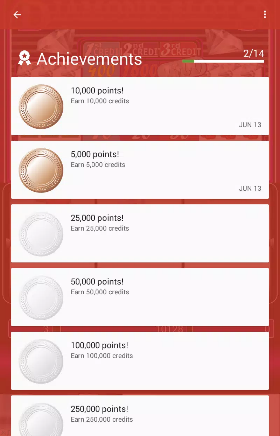 Achievements
2/14
10,000 points!
Earn 10,000 credits
JUN 13
5,000 points!
Earn 5,000 credits
JUN 13
25,000 points!
Earn 25,000 credits
50,000 points!
Earn 50,000 credits
100,000 points!
Earn 100,000 credits
250,000 points!
Earn 250,000 credits